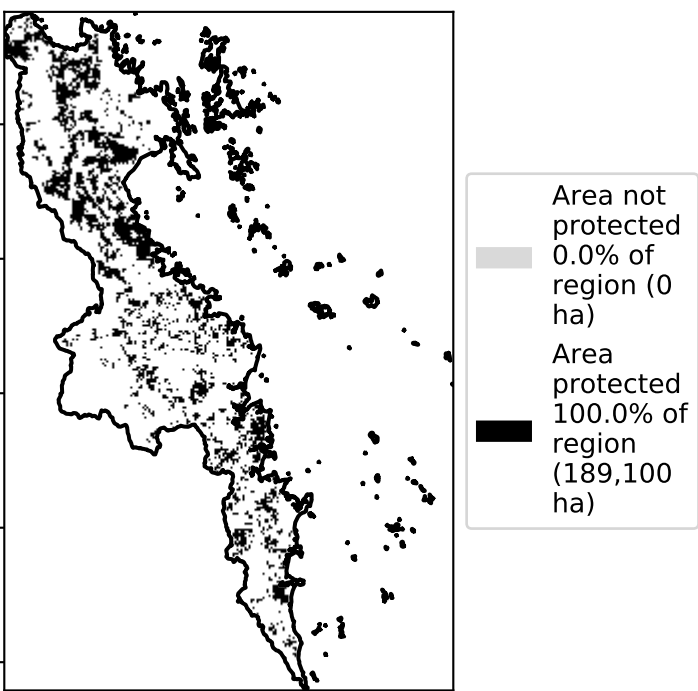 Area not
protected
0.0% of
region (0
ha)
Area
protected
100.0% of
region
(189,100
ha)